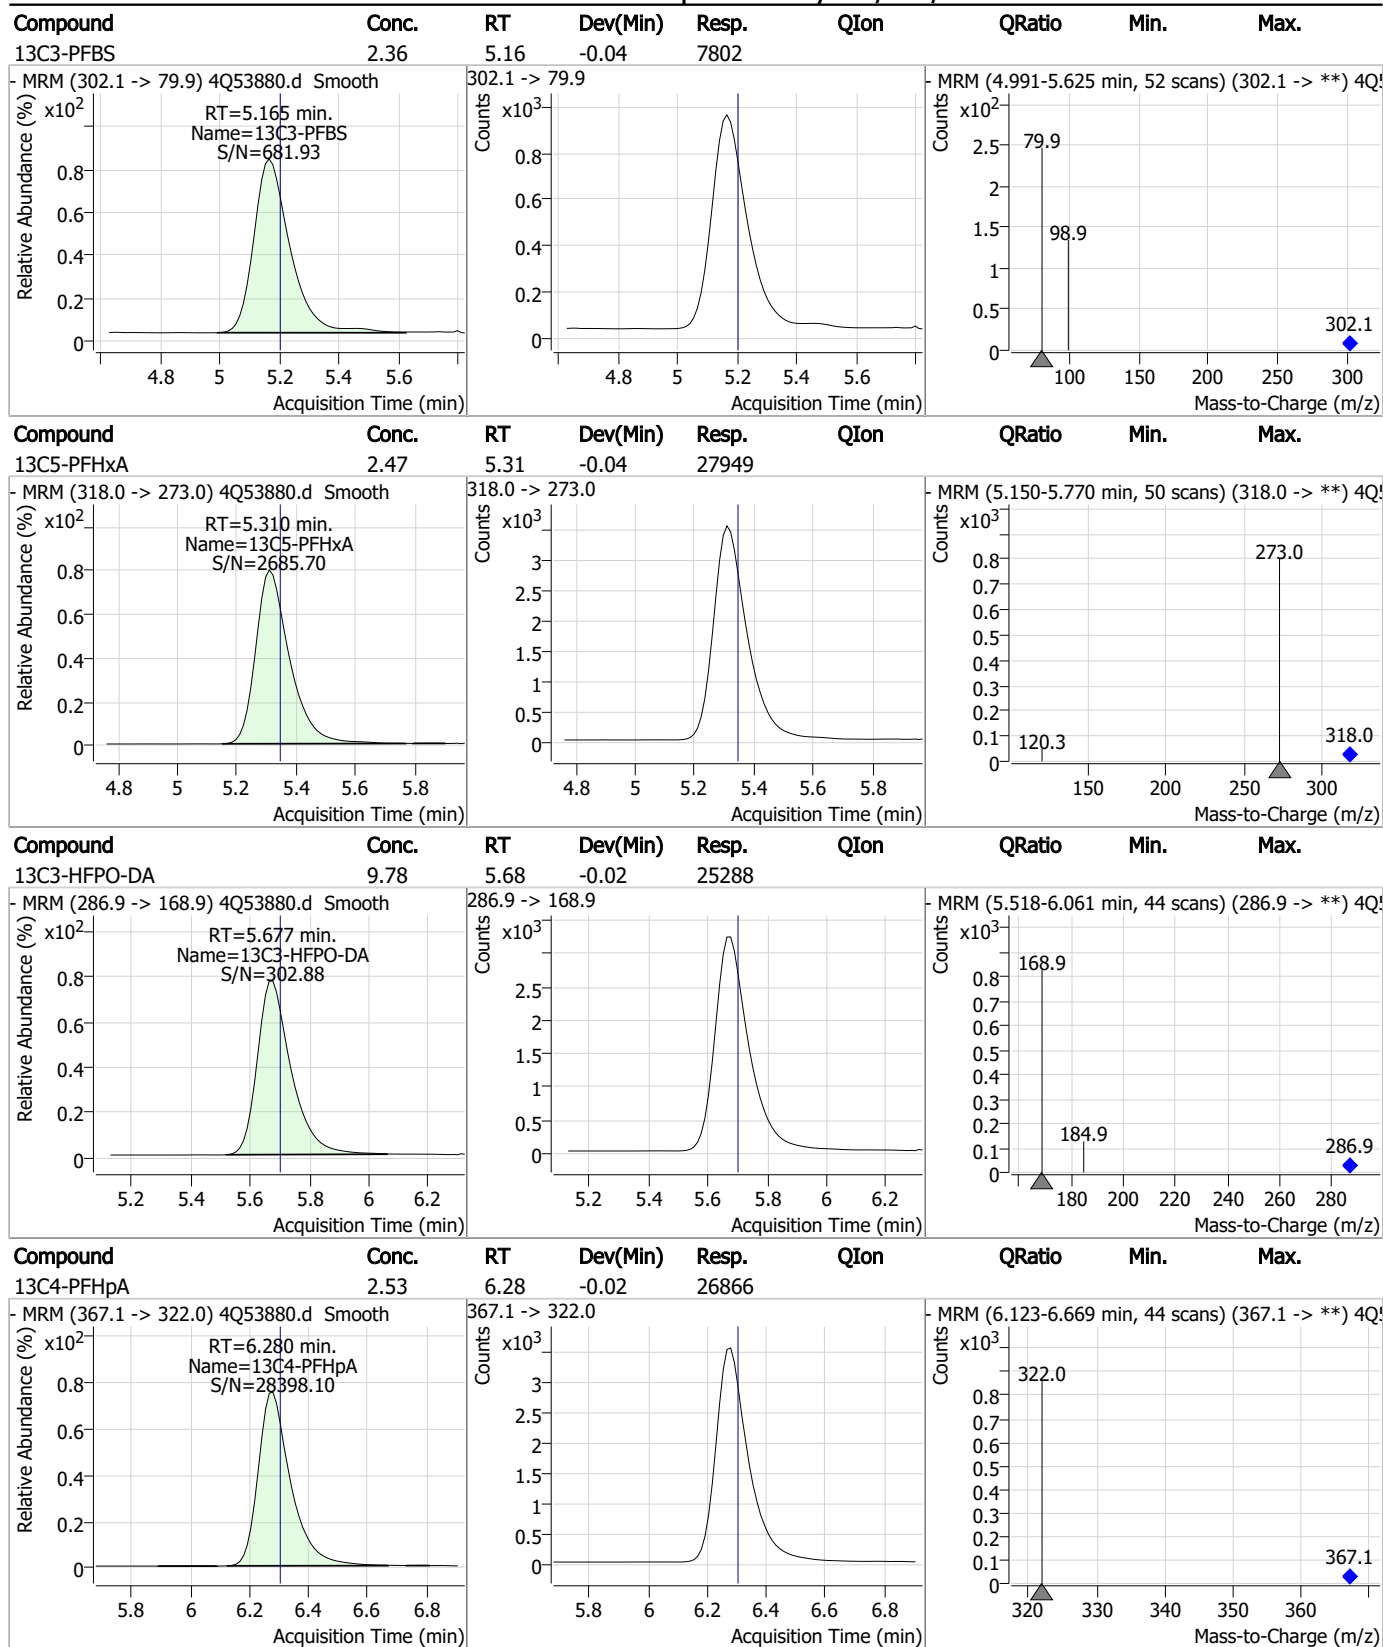 Compound Conc. RT Dev(Min) Resp. QIon QRatio Min. Max.
13C3-PFBS 2.36 5.16 -0.04 7802
- MRM (302.1 -> 79.9) 4Q53880.d Smooth
x10²
RT=5.165 min.
Name=13C3-PFBS
S/N=681.93
Relative Abundance (%)
0.8
0.6
0.4
0.2
0
4.8 5 5.2 5.4 5.6
Acquisition Time (min)
302.1 -> 79.9
Counts
x10³
0.8
0.6
0.4
0.2
0
4.8 5 5.2 5.4 5.6
Acquisition Time (min)
- MRM (4.991-5.625 min, 52 scans) (302.1 -> **) 4Q5
Counts
x10²
2.5
2
1.5
1
0.5
0
79.9
98.9
302.1
100 150 200 250 300
Mass-to-Charge (m/z)
Compound Conc. RT Dev(Min) Resp. QIon QRatio Min. Max.
13C5-PFHxA 2.47 5.31 -0.04 27949
- MRM (318.0 -> 273.0) 4Q53880.d Smooth
x10²
RT=5.310 min.
Name=13C5-PFHxA
S/N=2685.70
Relative Abundance (%)
0.8
0.6
0.4
0.2
0
4.8 5 5.2 5.4 5.6 5.8
Acquisition Time (min)
318.0 -> 273.0
Counts
x10³
3
2.5
2
1.5
1
0.5
0
4.8 5 5.2 5.4 5.6 5.8
Acquisition Time (min)
- MRM (5.150-5.770 min, 50 scans) (318.0 -> **) 4Q5
Counts
x10³
0.8
0.7
0.6
0.5
0.4
0.3
0.2
0.1
0
273.0
120.3
318.0
150 200 250 300
Mass-to-Charge (m/z)
Compound Conc. RT Dev(Min) Resp. QIon QRatio Min. Max.
13C3-HFPO-DA 9.78 5.68 -0.02 25288
- MRM (286.9 -> 168.9) 4Q53880.d Smooth
x10²
RT=5.677 min.
Name=13C3-HFPO-DA
S/N=302.88
Relative Abundance (%)
0.8
0.6
0.4
0.2
0
5.2 5.4 5.6 5.8 6 6.2
Acquisition Time (min)
286.9 -> 168.9
Counts
x10³
2.5
2
1.5
1
0.5
0
5.2 5.4 5.6 5.8 6 6.2
Acquisition Time (min)
- MRM (5.518-6.061 min, 44 scans) (286.9 -> **) 4Q5
Counts
x10³
0.8
0.7
0.6
0.5
0.4
0.3
0.2
0.1
0
168.9
184.9
286.9
180 200 220 240 260 280
Mass-to-Charge (m/z)
Compound Conc. RT Dev(Min) Resp. QIon QRatio Min. Max.
13C4-PFHpA 2.53 6.28 -0.02 26866
- MRM (367.1 -> 322.0) 4Q53880.d Smooth
x10²
RT=6.280 min.
Name=13C4-PFHpA
S/N=28398.10
Relative Abundance (%)
0.8
0.6
0.4
0.2
0
5.8 6 6.2 6.4 6.6 6.8
Acquisition Time (min)
367.1 -> 322.0
Counts
x10³
3
2.5
2
1.5
1
0.5
0
5.8 6 6.2 6.4 6.6 6.8
Acquisition Time (min)
- MRM (6.123-6.669 min, 44 scans) (367.1 -> **) 4Q5
Counts
x10³
0.8
0.7
0.6
0.5
0.4
0.3
0.2
0.1
0
322.0
367.1
320 330 340 350 360
Mass-to-Charge (m/z)